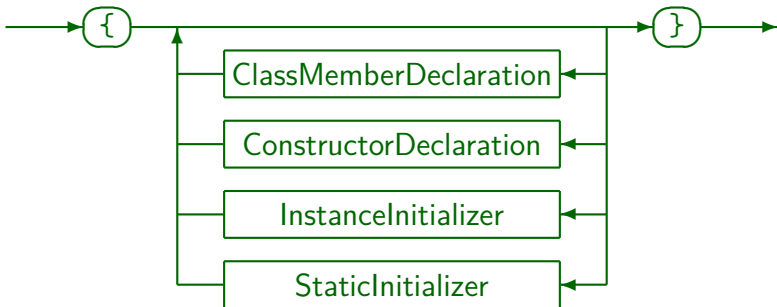 { }
ClassMemberDeclaration
ConstructorDeclaration
InstanceInitializer
StaticInitializer